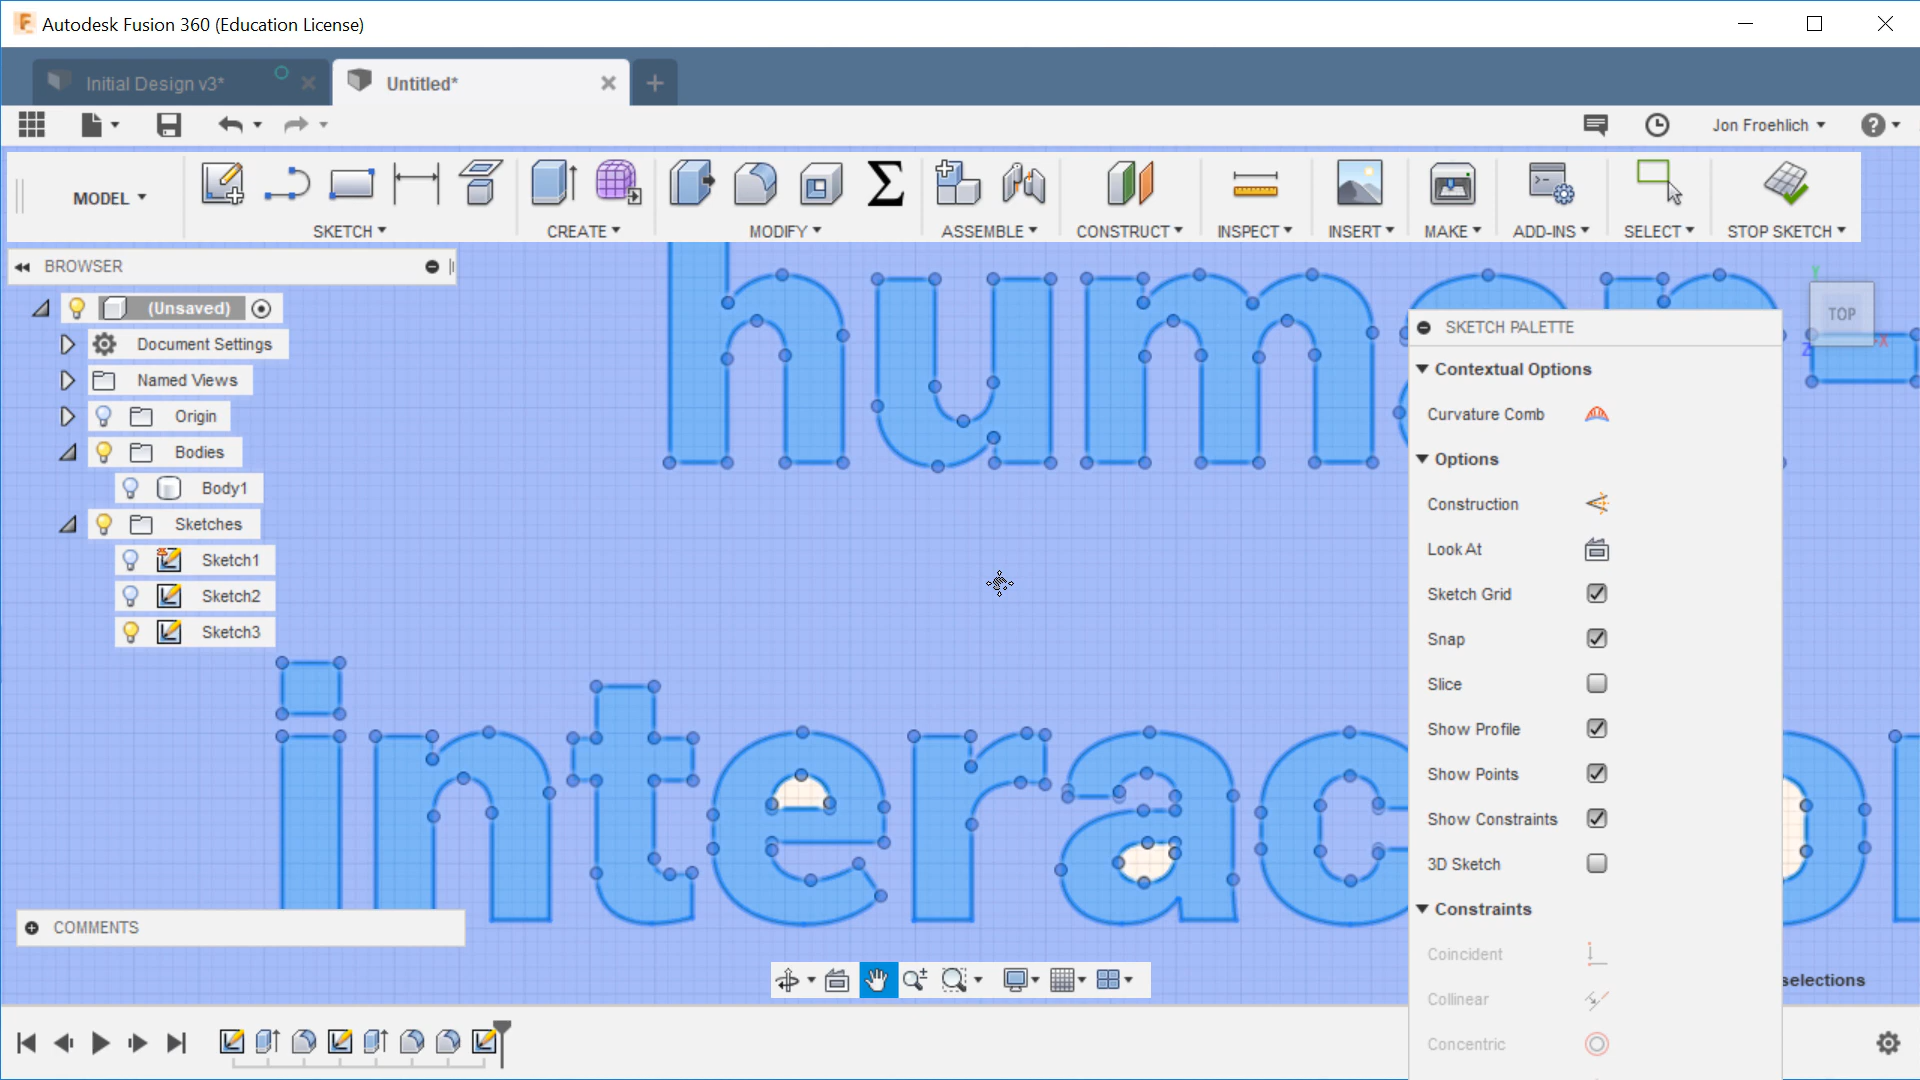 Autodesk Fusion 360 (Education License)
Initial Design v3*
Untitled*
Jon Froehlich
MODEL
SKETCH
CREATE
MODIFY
ASSEMBLE
CONSTRUCT
INSPECT
INSERT
MAKE
ADD-INS
SELECT
STOP SKETCH
BROWSER
(Unsaved)
Document Settings
Named Views
Origin
Bodies
Body1
Sketches
Sketch1
Sketch2
Sketch3
TOP
Y
Z
X
hum
interac
SKETCH PALETTE
Contextual Options
Curvature Comb
Options
Construction
Look At
Sketch Grid
Snap
Slice
Show Profile
Show Points
Show Constraints
3D Sketch
Constraints
Coincident
Collinear
Concentric
COMMENTS
selections